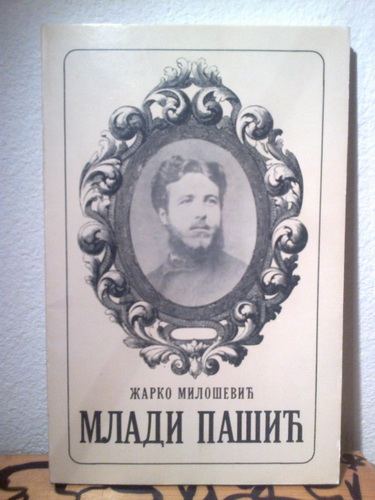 ЖАРКО МИЛОШЕВИЋ
МЛАДИ ПАШИЋ